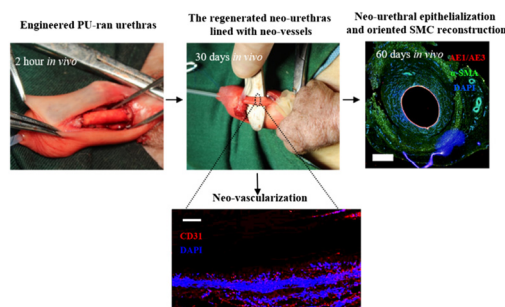 Engineered PU-ran urethras
The regenerated neo-urethras
lined with neo-vessels
Neo-urethral epithelialization
and oriented SMC reconstruction
2 hour in vivo
30 days in vivo
60 days in vivo
AE1/AE3
α-SMA
DAPI
Neo-vascularization
CD31
DAPI